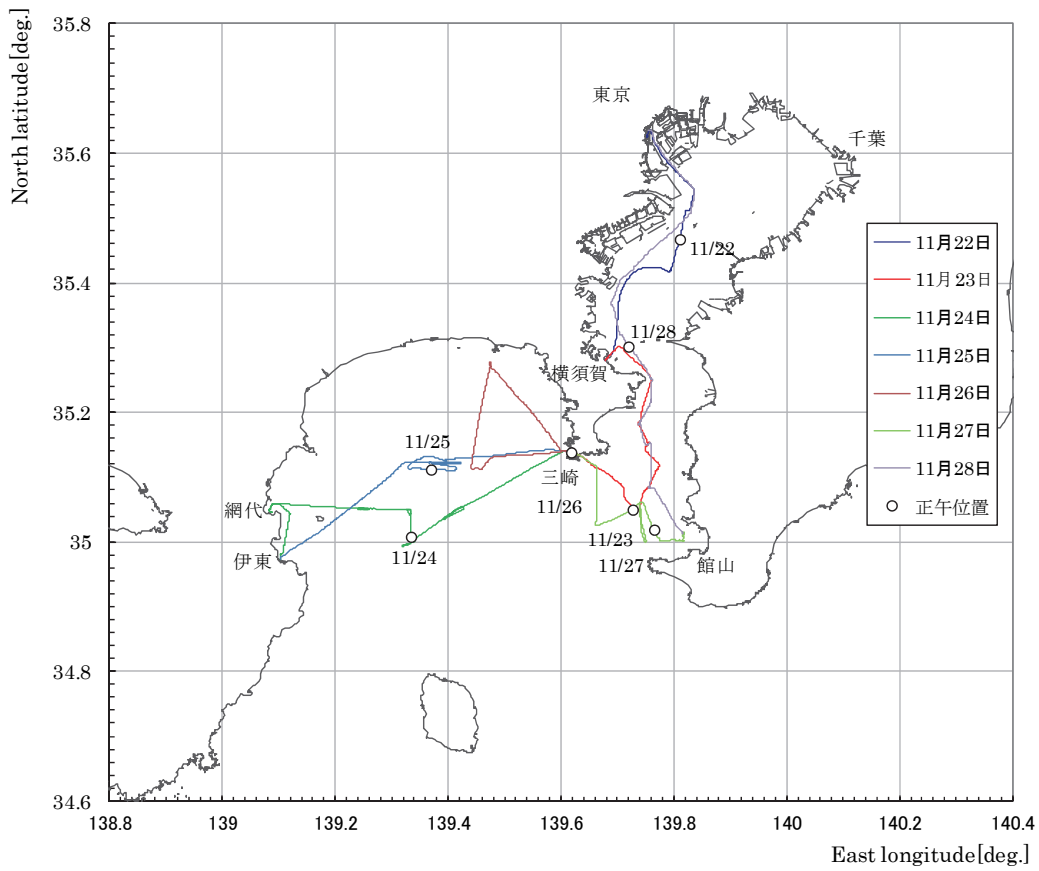 North latitude[deg.]
35.8
35.6
35.4
35.2
35
34.8
34.6
東京
千葉
11/22
11/28
横須賀
11/25
三崎
11/26
網代
伊東
11/24
11/23
11/27
館山
11月22日
11月23日
11月24日
11月25日
11月26日
11月27日
11月28日
正午位置
138.8 139 139.2 139.4 139.6 139.8 140 140.2 140.4
East longitude[deg.]